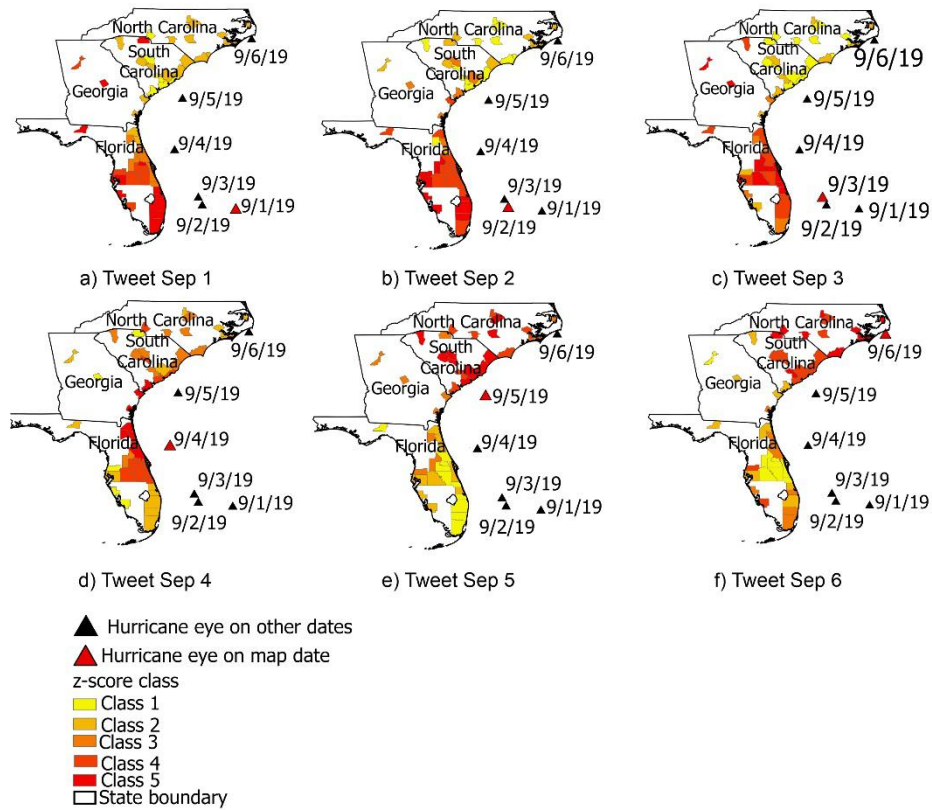 North Carolina
South
Carolina
Georgia
Florida
9/6/19
9/5/19
9/4/19
9/3/19
9/2/19
9/1/19
a) Tweet Sep 1
North Carolina
South
Carolina
Georgia
Florida
9/6/19
9/5/19
9/4/19
9/3/19
9/2/19
9/1/19
b) Tweet Sep 2
North Carolina
South
Carolina
Georgia
Florida
9/6/19
9/5/19
9/4/19
9/3/19
9/2/19
9/1/19
c) Tweet Sep 3
North Carolina
South
Carolina
Georgia
Florida
9/6/19
9/5/19
9/4/19
9/3/19
9/2/19
9/1/19
d) Tweet Sep 4
North Carolina
South
Carolina
Georgia
Florida
9/6/19
9/5/19
9/4/19
9/3/19
9/2/19
9/1/19
e) Tweet Sep 5
North Carolina
South
Carolina
Georgia
Florida
9/6/19
9/5/19
9/4/19
9/3/19
9/2/19
9/1/19
f) Tweet Sep 6
Hurricane eye on other dates
Hurricane eye on map date
z-score class
Class 1
Class 2
Class 3
Class 4
Class 5
State boundary